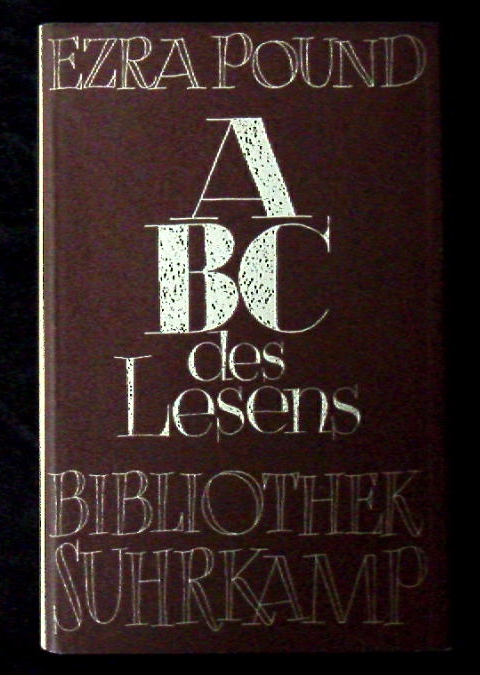 EZRA POUND
A
BC
des
Lesens
BIBLIOTHEK
SUHRKAMP